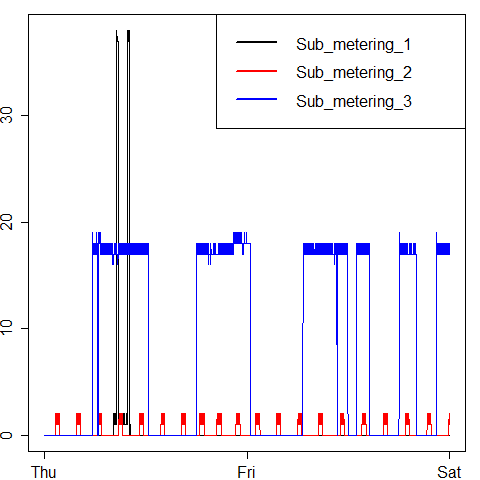 Sub_metering_1
Sub_metering_2
Sub_metering_3
30
20
10
0
Thu Fri Sat